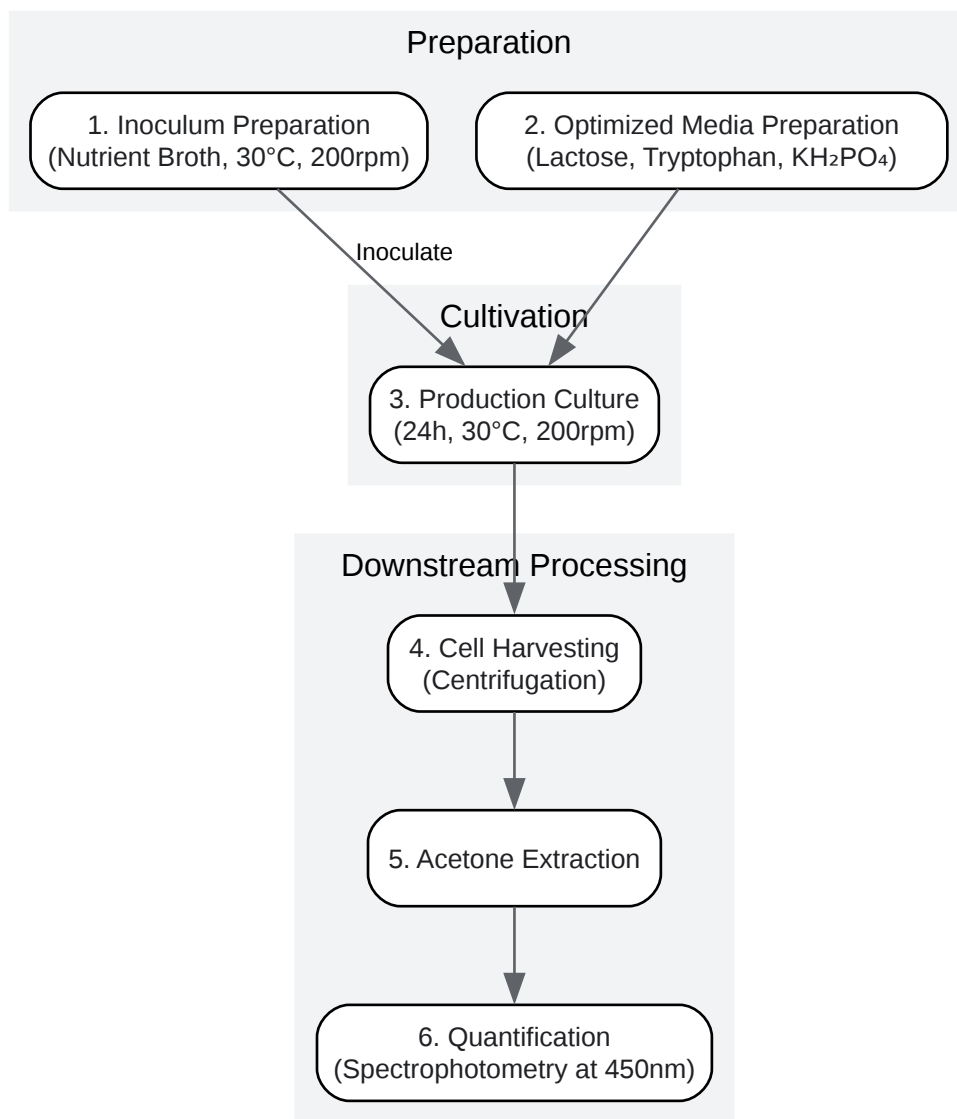 Preparation
1. Inoculum Preparation
(Nutrient Broth, 30°C, 200rpm)
2. Optimized Media Preparation
(Lactose, Tryptophan, KH₂PO₄)
Inoculate
Cultivation
3. Production Culture
(24h, 30°C, 200rpm)
Downstream Processing
4. Cell Harvesting
(Centrifugation)
5. Acetone Extraction
6. Quantification
(Spectrophotometry at 450nm)